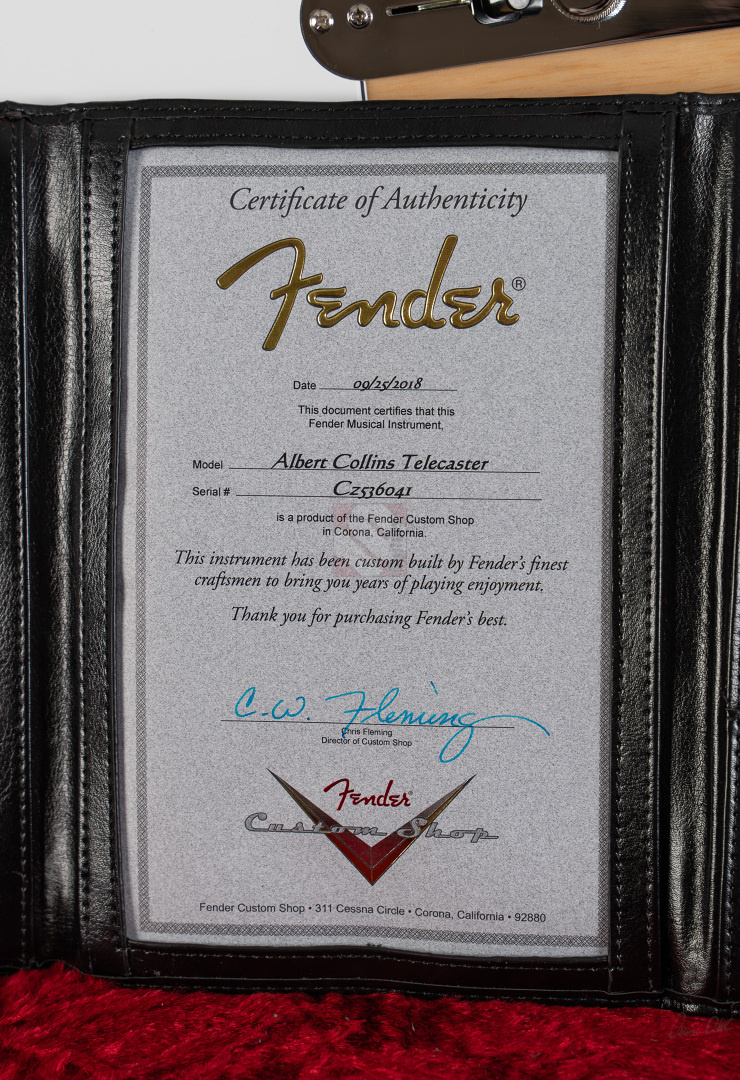 Certificate of Authenticity
Fender®
Date 09/25/2018
This document certifies that this
Fender Musical Instrument,
Model Albert Collins Telecaster
Serial # CZ536041
is a product of the Fender Custom Shop
in Corona, California.
This instrument has been custom built by Fender's finest
craftsmen to bring you years of playing enjoyment.
Thank you for purchasing Fender's best.
C.W. Fleming
Chris Fleming
Director of Custom Shop
Fender®
Custom Shop
Fender Custom Shop • 311 Cessna Circle • Corona, California • 92880